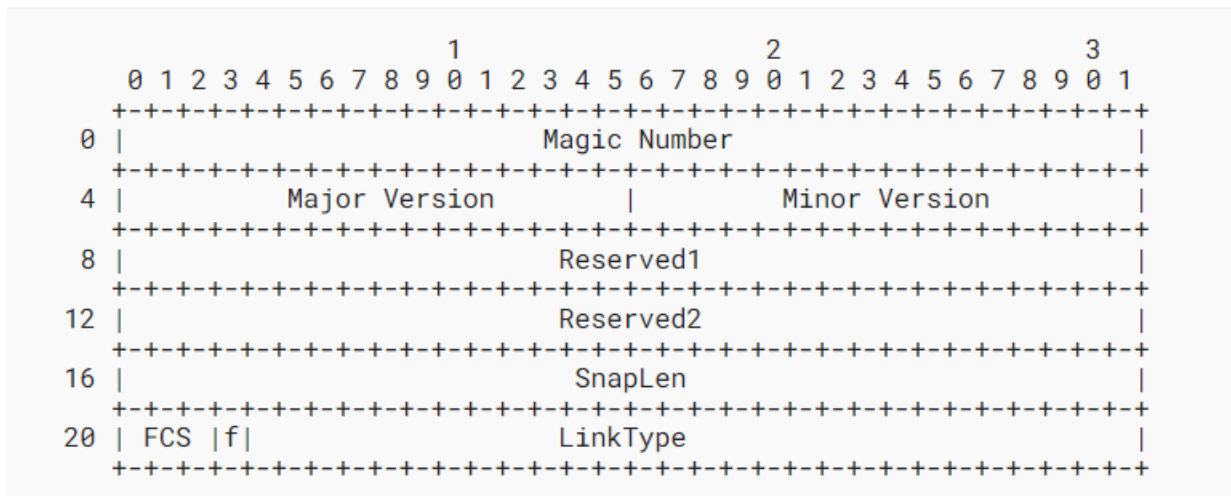 1                   2                   3
    0 1 2 3 4 5 6 7 8 9 0 1 2 3 4 5 6 7 8 9 0 1 2 3 4 5 6 7 8 9 0 1
   +-+-+-+-+-+-+-+-+-+-+-+-+-+-+-+-+-+-+-+-+-+-+-+-+-+-+-+-+-+-+-+-+
 0 |                          Magic Number                         |
   +-+-+-+-+-+-+-+-+-+-+-+-+-+-+-+-+-+-+-+-+-+-+-+-+-+-+-+-+-+-+-+-+
 4 |          Major Version        |         Minor Version         |
   +-+-+-+-+-+-+-+-+-+-+-+-+-+-+-+-+-+-+-+-+-+-+-+-+-+-+-+-+-+-+-+-+
 8 |                           Reserved1                           |
   +-+-+-+-+-+-+-+-+-+-+-+-+-+-+-+-+-+-+-+-+-+-+-+-+-+-+-+-+-+-+-+-+
12 |                           Reserved2                           |
   +-+-+-+-+-+-+-+-+-+-+-+-+-+-+-+-+-+-+-+-+-+-+-+-+-+-+-+-+-+-+-+-+
16 |                            SnapLen                            |
   +-+-+-+-+-+-+-+-+-+-+-+-+-+-+-+-+-+-+-+-+-+-+-+-+-+-+-+-+-+-+-+-+
20 | FCS |f|                   LinkType                            |
   +-+-+-+-+-+-+-+-+-+-+-+-+-+-+-+-+-+-+-+-+-+-+-+-+-+-+-+-+-+-+-+-+